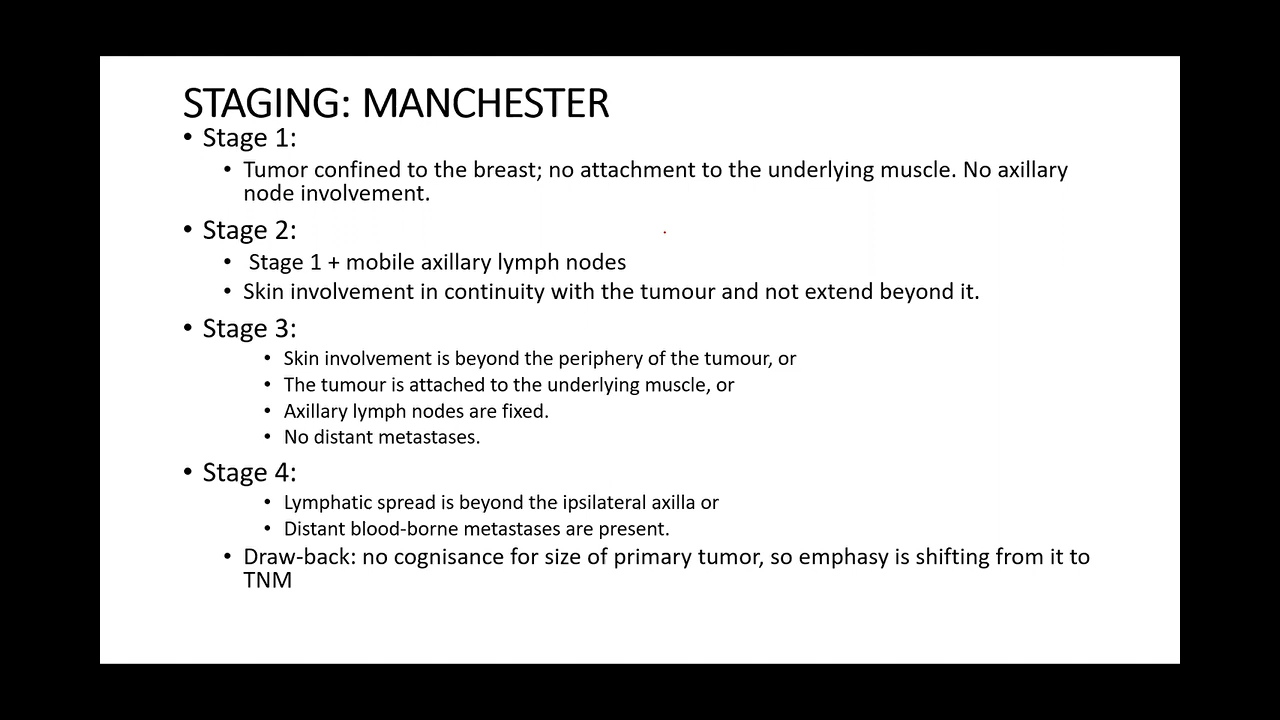 STAGING: MANCHESTER
• Stage 1:
• Tumor confined to the breast; no attachment to the underlying muscle. No axillary
node involvement.
• Stage 2:
• Stage 1 + mobile axillary lymph nodes
• Skin involvement in continuity with the tumour and not extend beyond it.
• Stage 3:
• Skin involvement is beyond the periphery of the tumour, or
• The tumour is attached to the underlying muscle, or
• Axillary lymph nodes are fixed.
• No distant metastases.
• Stage 4:
• Lymphatic spread is beyond the ipsilateral axilla or
• Distant blood-borne metastases are present.
• Draw-back: no cognisance for size of primary tumor, so emphasy is shifting from it to
TNM